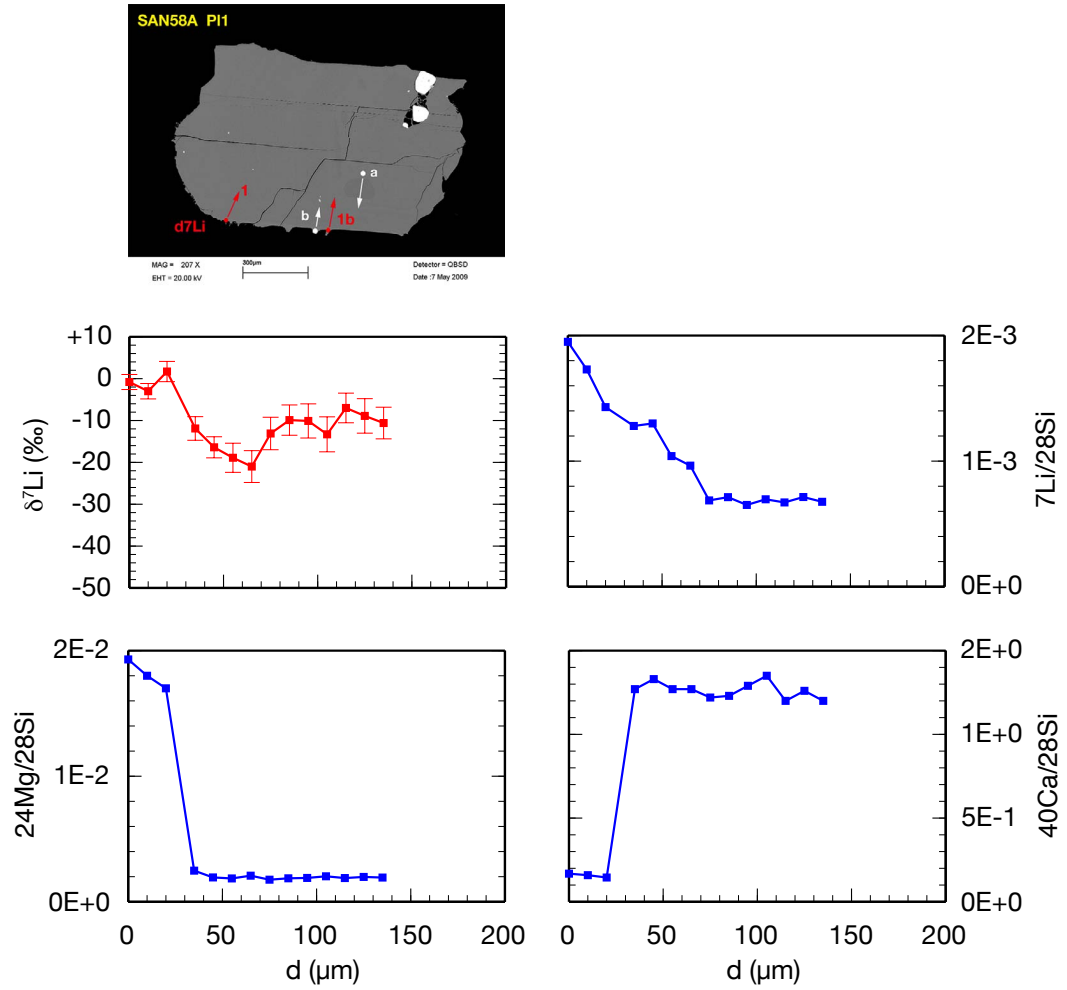 SAN58A Pl1
a
1
b
1b
d7Li
MAG = 207 X
300µm
Detector = QBSD
EHT = 20.00 kV
Date :7 May 2009
+10
0
-10
-20
-30
-40
-50
δ⁷Li (‰)
2E-3
1E-3
0E+0
7Li/28Si
2E-2
1E-2
0E+0
24Mg/28Si
0
50
100
150
200
d (µm)
2E+0
1E+0
5E-1
0E+0
40Ca/28Si
0
50
100
150
200
d (µm)